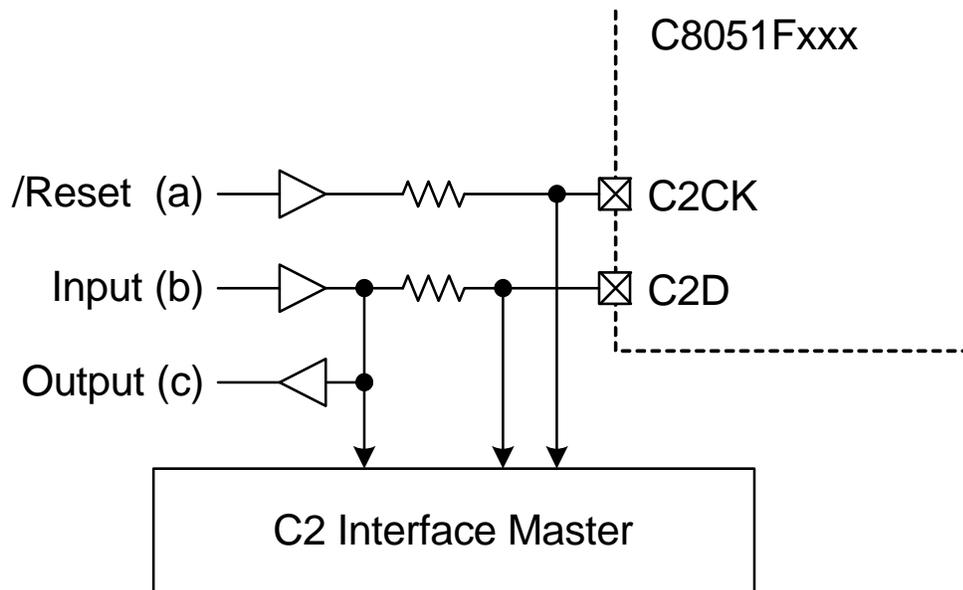 C8051Fxxx
/Reset (a)
C2CK
Input (b)
C2D
Output (c)
C2 Interface Master